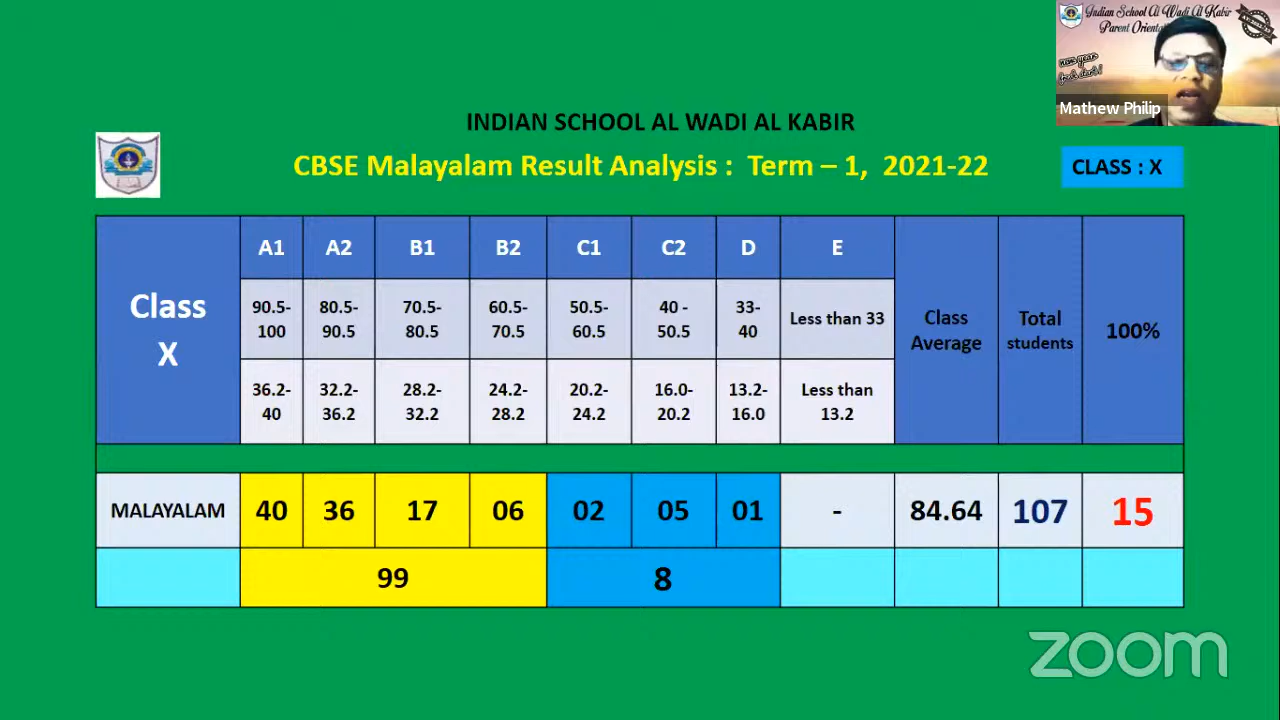 Indian School Al Wadi Al Kabir
Mathew Philip
INDIAN SCHOOL AL WADI AL KABIR
CBSE Malayalam Result Analysis : Term – 1, 2021-22
CLASS : X
Class
X
A1 A2 B1 B2 C1 C2 D E
90.5-100 80.5-90.5 70.5-80.5 60.5-70.5 50.5-60.5 40 - 50.5 33-40 Less than 33
36.2-40 32.2-36.2 28.2-32.2 24.2-28.2 20.2-24.2 16.0-20.2 13.2-16.0 Less than 13.2
Class
Average
Total
students
100%
MALAYALAM 40 36 17 06 02 05 01 - 84.64 107 15
99 8
zoom